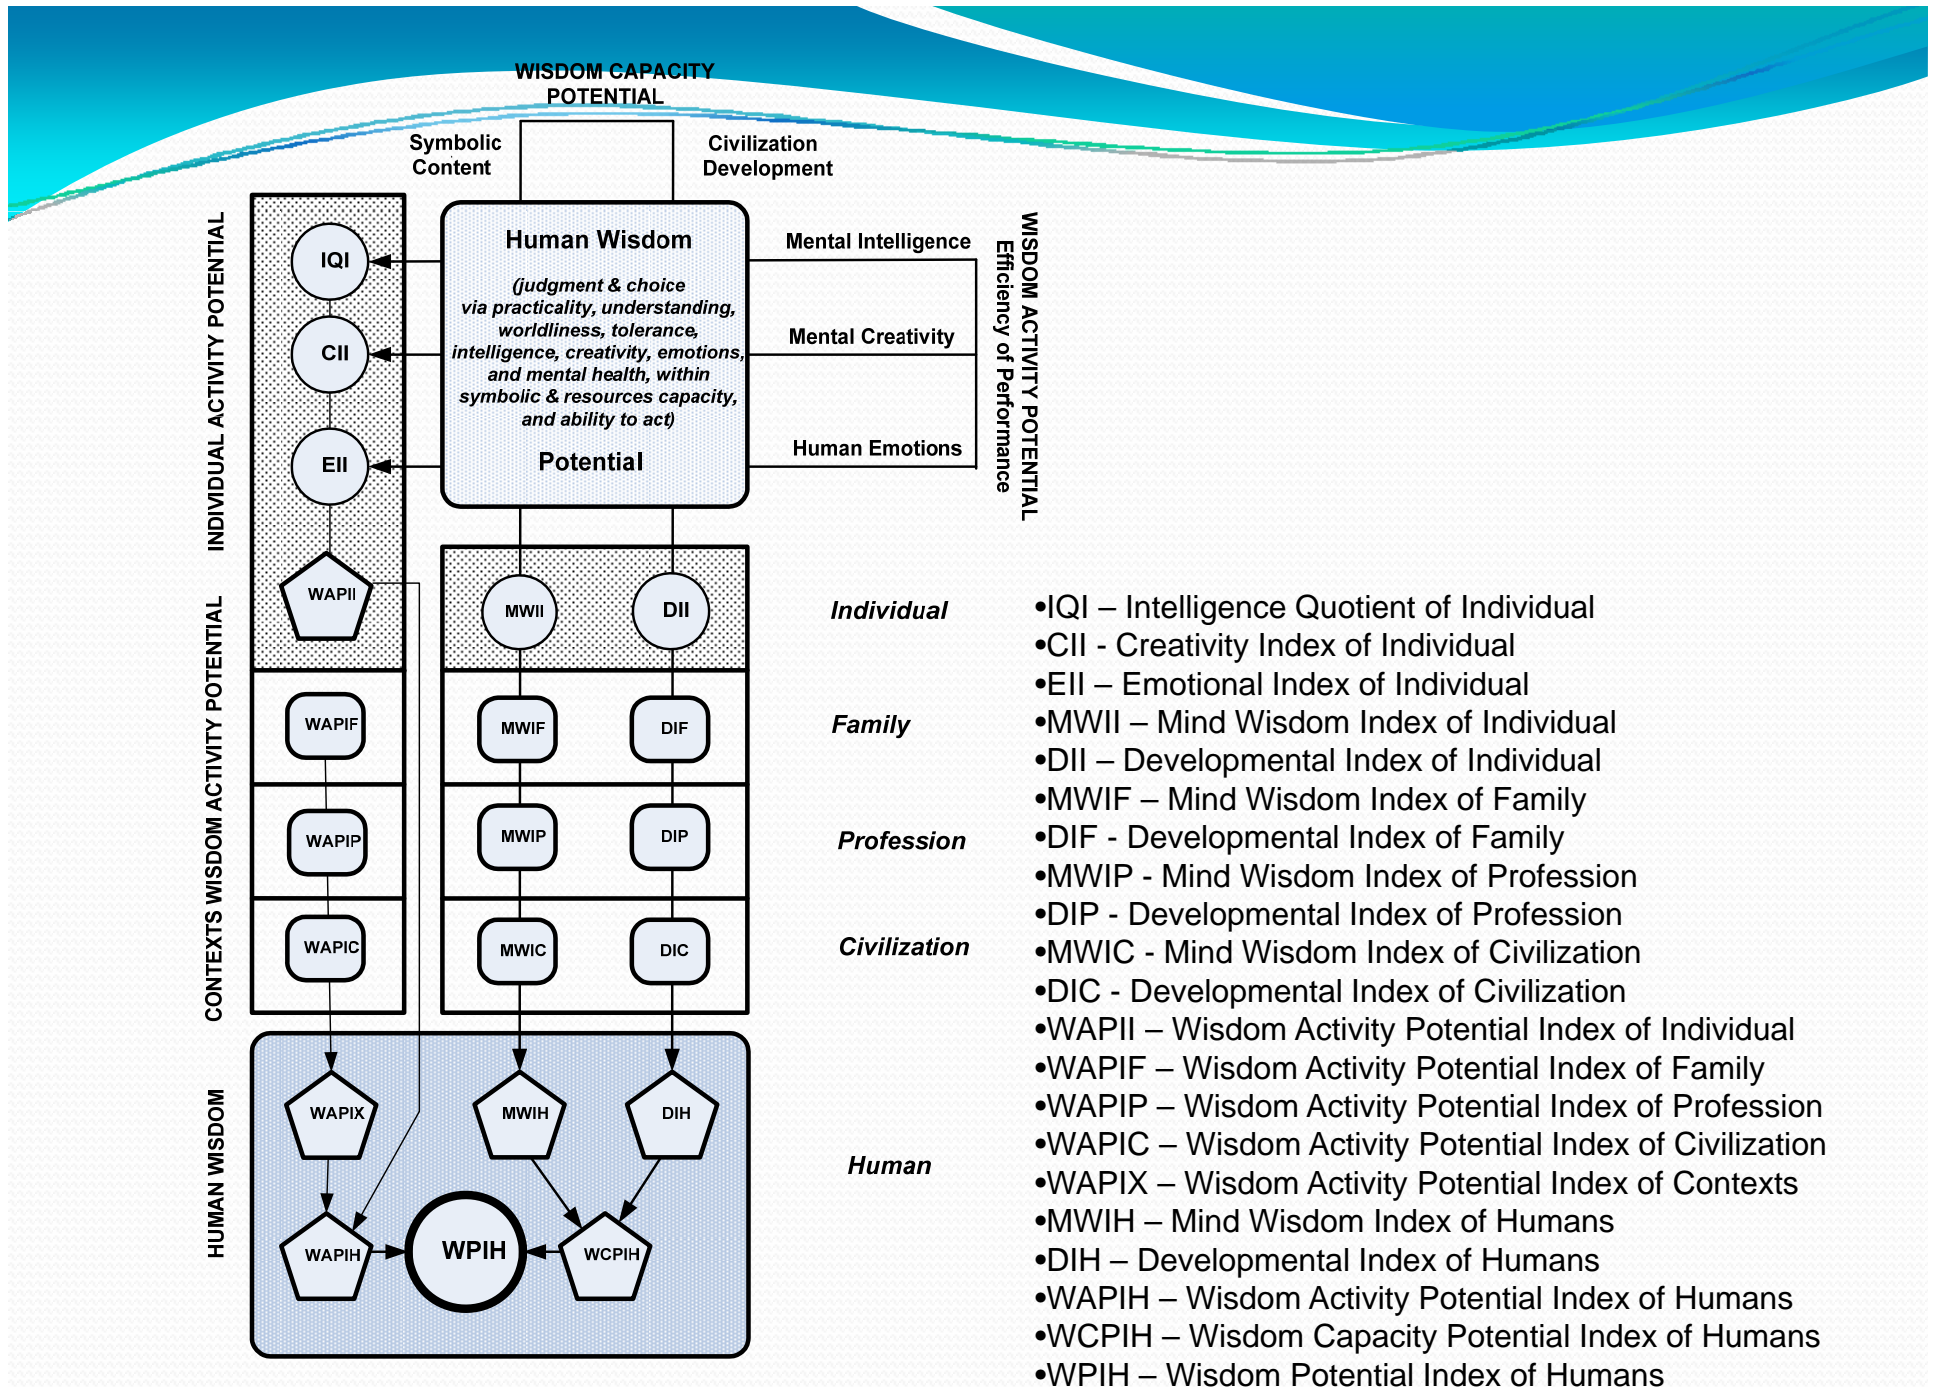 WISDOM CAPACITY
POTENTIAL
Symbolic
Content
Civilization
Development
INDIVIDUAL ACTIVITY POTENTIAL
IQI
CII
EII
WAPII
Human Wisdom
(judgment & choice
via practicality, understanding,
worldliness, tolerance,
intelligence, creativity, emotions,
and mental health, within
symbolic & resources capacity,
and ability to act)
Potential
Mental Intelligence
Mental Creativity
Human Emotions
WISDOM ACTIVITY POTENTIAL
Efficiency of Performance
CONTEXTS WISDOM ACTIVITY POTENTIAL
MWII
DII
Individual
WAPIF
MWIF
DIF
Family
WAPIP
MWIP
DIP
Profession
WAPIC
MWIC
DIC
Civilization
HUMAN WISDOM
WAPIX
MWIH
DIH
Human
WAPIH
WPIH
WCPIH
•IQI – Intelligence Quotient of Individual
•CII - Creativity Index of Individual
•EII – Emotional Index of Individual
•MWII – Mind Wisdom Index of Individual
•DII – Developmental Index of Individual
•MWIF – Mind Wisdom Index of Family
•DIF - Developmental Index of Family
•MWIP - Mind Wisdom Index of Profession
•DIP - Developmental Index of Profession
•MWIC - Mind Wisdom Index of Civilization
•DIC - Developmental Index of Civilization
•WAPII – Wisdom Activity Potential Index of Individual
•WAPIF – Wisdom Activity Potential Index of Family
•WAPIP – Wisdom Activity Potential Index of Profession
•WAPIC – Wisdom Activity Potential Index of Civilization
•WAPIX – Wisdom Activity Potential Index of Contexts
•MWIH – Mind Wisdom Index of Humans
•DIH – Developmental Index of Humans
•WAPIH – Wisdom Activity Potential Index of Humans
•WCPIH – Wisdom Capacity Potential Index of Humans
•WPIH – Wisdom Potential Index of Humans